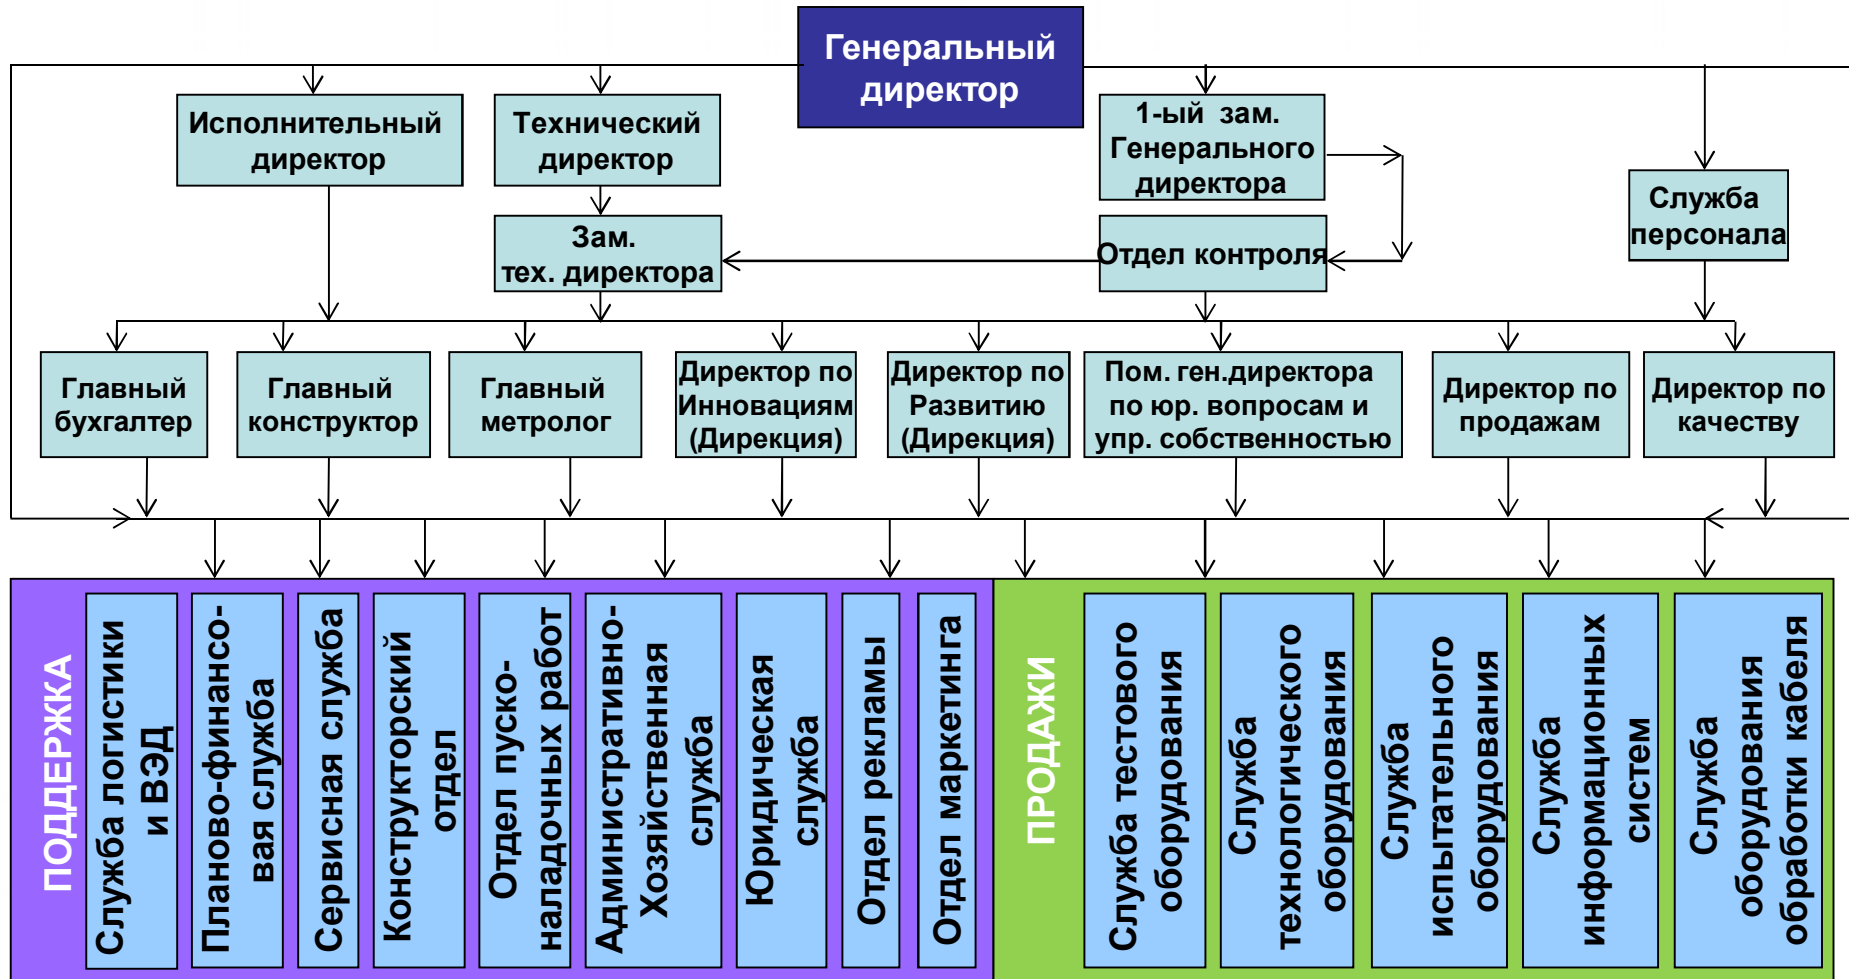 Генеральный
директор
Исполнительный
директор
Технический
директор
1-ый зам.
Генерального
директора
Служба
персонала
Зам.
тех. директора
Отдел контроля
Главный
бухгалтер
Главный
конструктор
Главный
метролог
Директор по
Инновациям
(Дирекция)
Директор по
Развитию
(Дирекция)
Пом. ген.директора
по юр. вопросам и
упр. собственностью
Директор по
продажам
Директор по
качеству
ПОДДЕРЖКА
Служба логистики
и ВЭД
Планово-финансо-
вая служба
Сервисная служба
Конструкторский
отдел
Отдел пуско-
наладочных работ
Административно-
Хозяйственная
служба
Юридическая
служба
Отдел рекламы
Отдел маркетинга
ПРОДАЖИ
Служба тестового
оборудования
Служба
технологического
оборудования
Служба
испытательного
оборудования
Служба
информационных
систем
Служба
оборудования
обработки кабеля